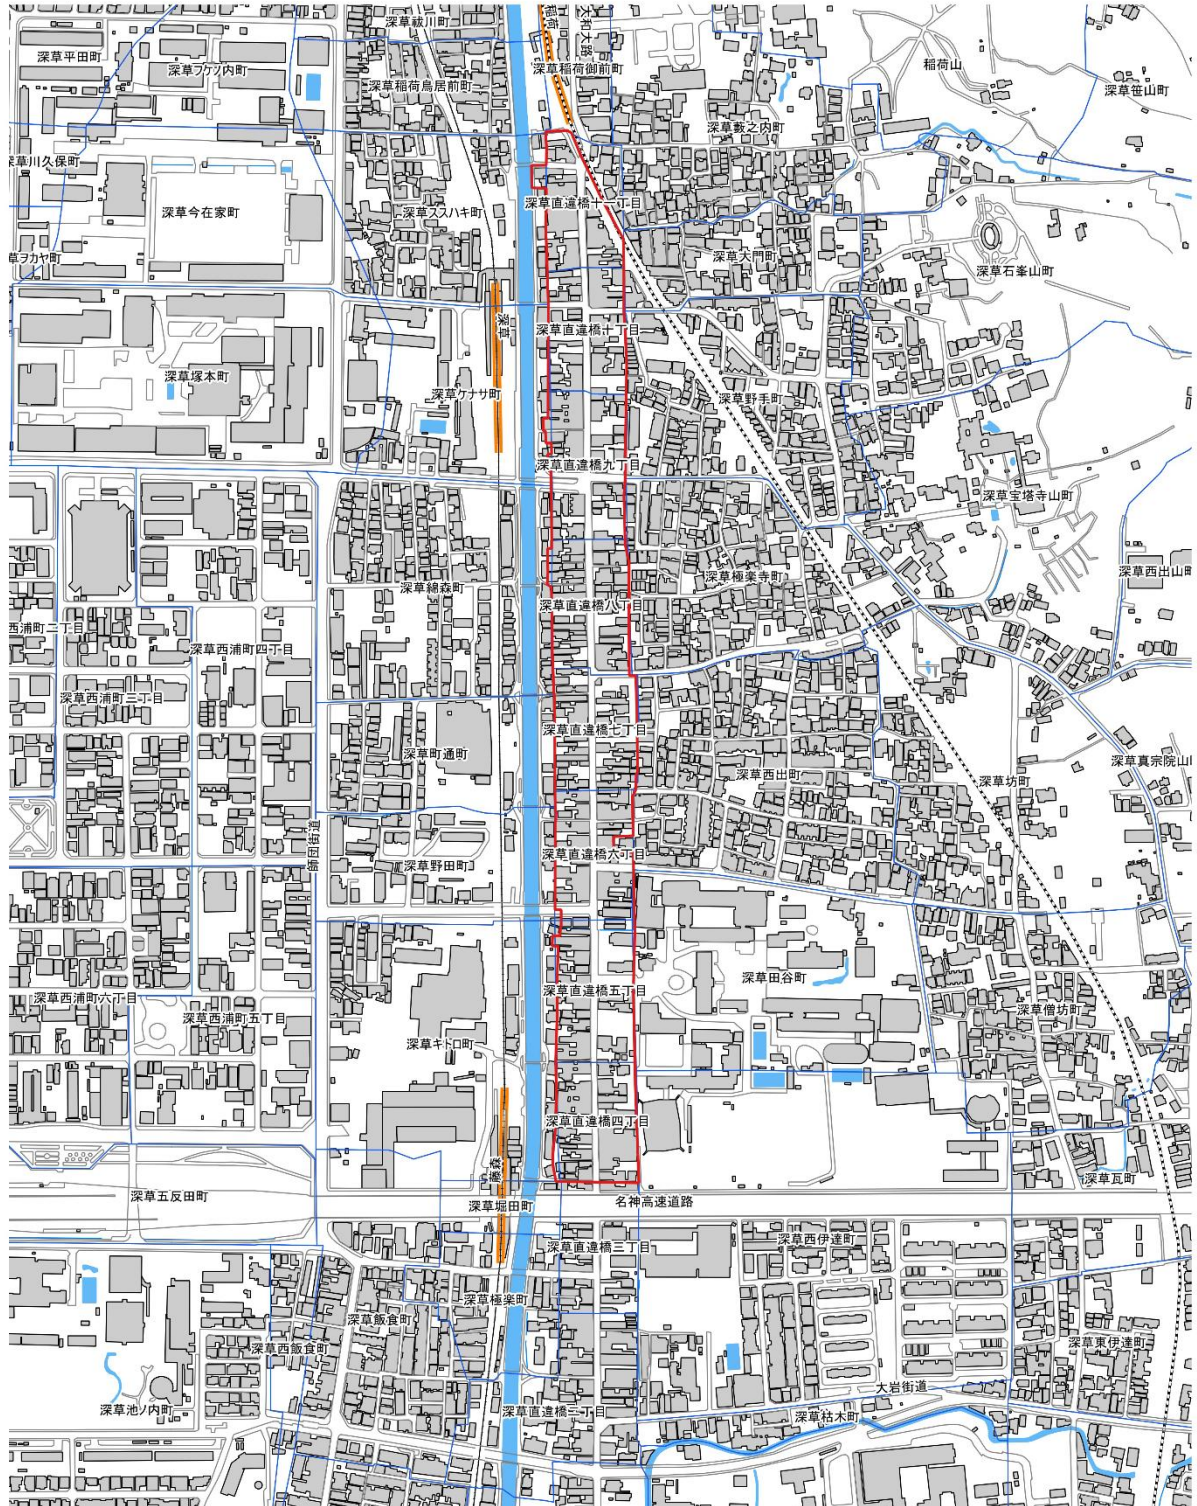 深草祓川町
稲荷
大和大路
深草平田町
深草フケノ内町
深草稲荷御前町
稲荷山
深草稲荷鳥居前町
深草笹山町
深草藪之内町
深草川久保町
深草今在家町
深草ススハキ町
深草直違橋十一丁目
草ヲカヤ町
深草大門町
深草石峯山町
深草
深草直違橋十丁目
深草塚本町
深草ケナサ町
深草野手町
深草直違橋九丁目
深草宝塔寺山町
深草綿森町
深草極楽寺町
深草西出山町
深草直違橋八丁目
西浦町二丁目
深草西浦町四丁目
深草西浦町三丁目
深草直違橋七丁目
深草町通町
深草西出町
深草坊町
深草真宗院山
師団街道
深草直違橋六丁目
深草野田町
深草田谷町
深草直違橋五丁目
深草西浦町六丁目
深草西浦町五丁目
深草僧坊町
深草キトロ町
深草直違橋四丁目
藤森
深草瓦町
深草五反田町
深草堀田町
名神高速道路
深草直違橋三丁目
深草西伊達町
深草極楽町
深草飯食町
深草西飯食町
深草東伊達町
大岩街道
深草池ノ内町
深草直違橋二丁目
深草枯木町